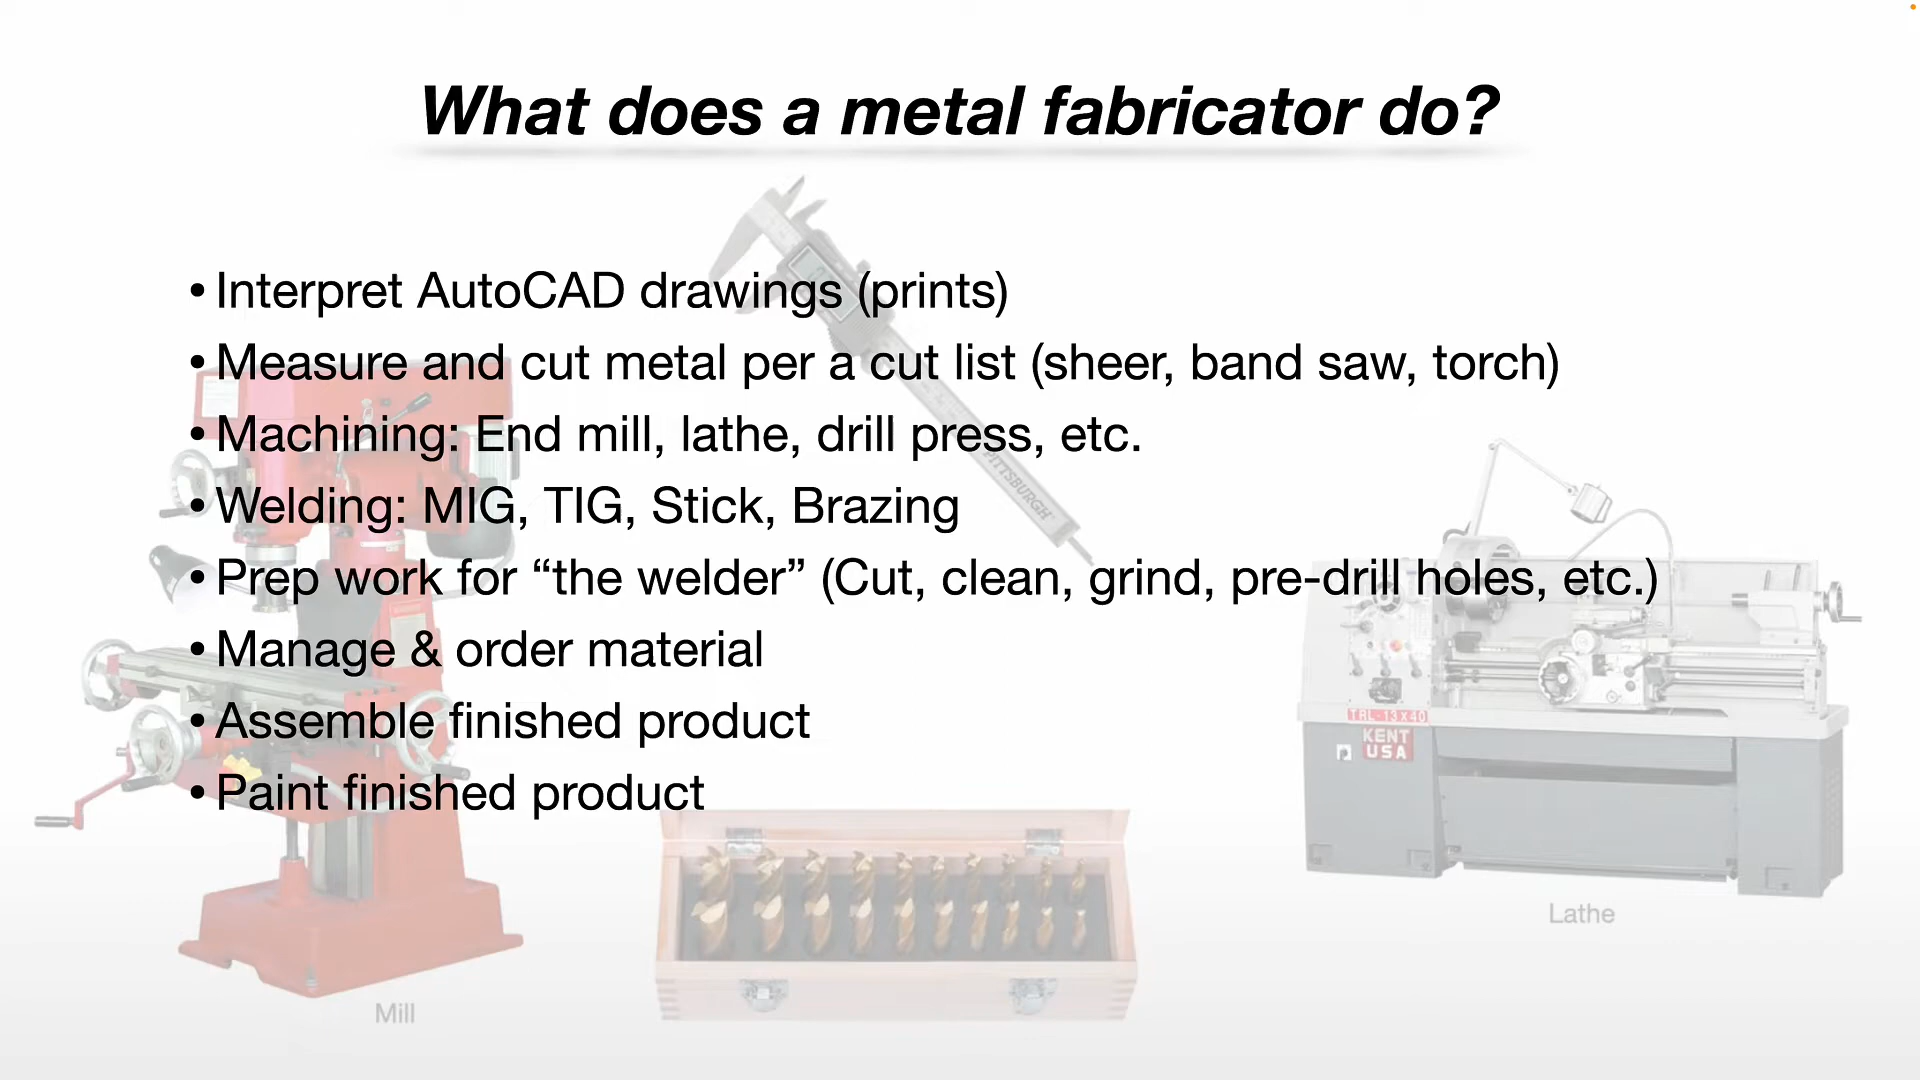 What does a metal fabricator do?
• Interpret AutoCAD drawings (prints)
• Measure and cut metal per a cut list (sheer, band saw, torch)
• Machining: End mill, lathe, drill press, etc.
• Welding: MIG, TIG, Stick, Brazing
• Prep work for “the welder” (Cut, clean, grind, pre-drill holes, etc.)
• Manage & order material
• Assemble finished product
• Paint finished product
PITTSBURGH
TRL-13X40
KENT
USA
Lathe
Mill